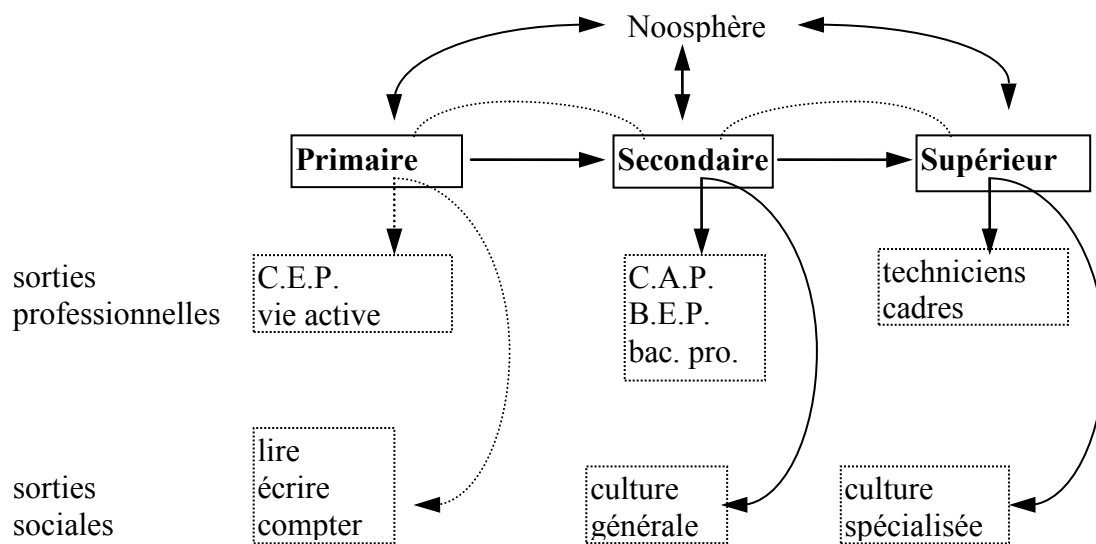 Noosphère
Primaire
Secondaire
Supérieur
sorties
professionnelles
C.E.P.
vie active
C.A.P.
B.E.P.
bac. pro.
techniciens
cadres
sorties
sociales
lire
écrire
compter
culture
générale
culture
spécialisée